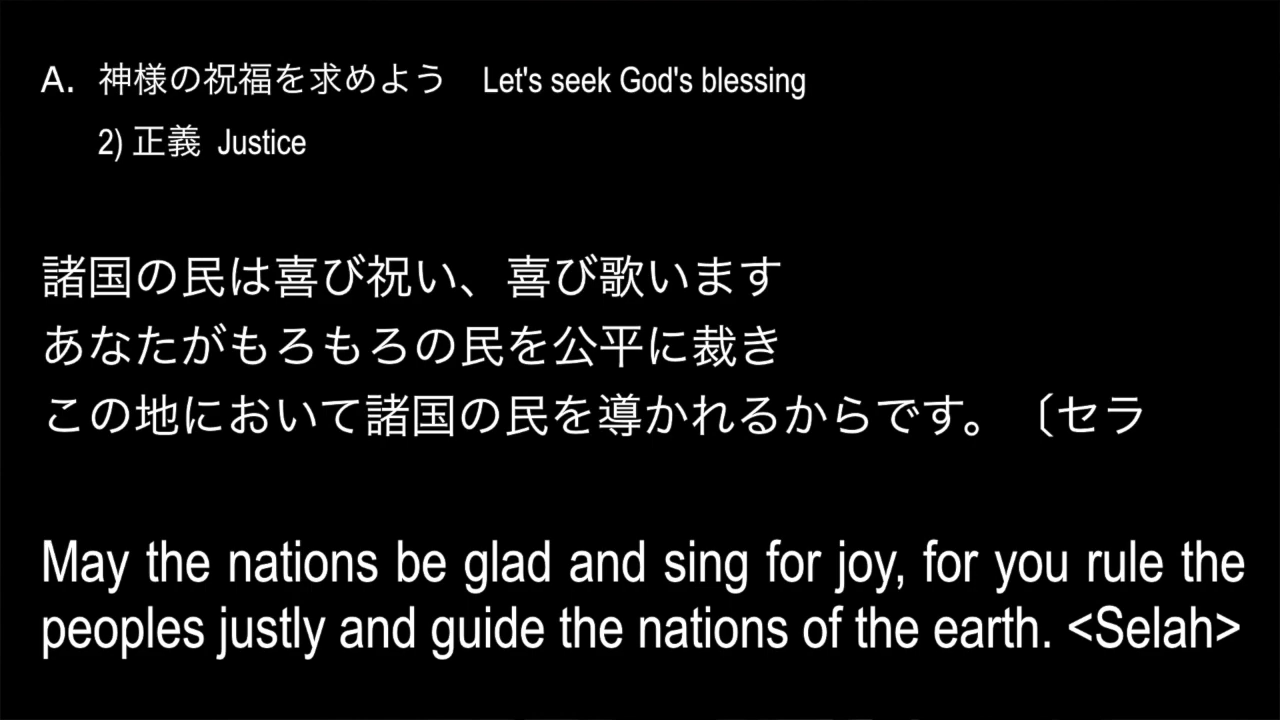 A. 神様の祝福を求めよう Let's seek God's blessing
2) 正義 Justice
諸国の民は喜び祝い、喜び歌います
あなたがもろもろの民を公平に裁き
この地において諸国の民を導かれるからです。〔セラ
May the nations be glad and sing for joy, for you rule the
peoples justly and guide the nations of the earth. <Selah>